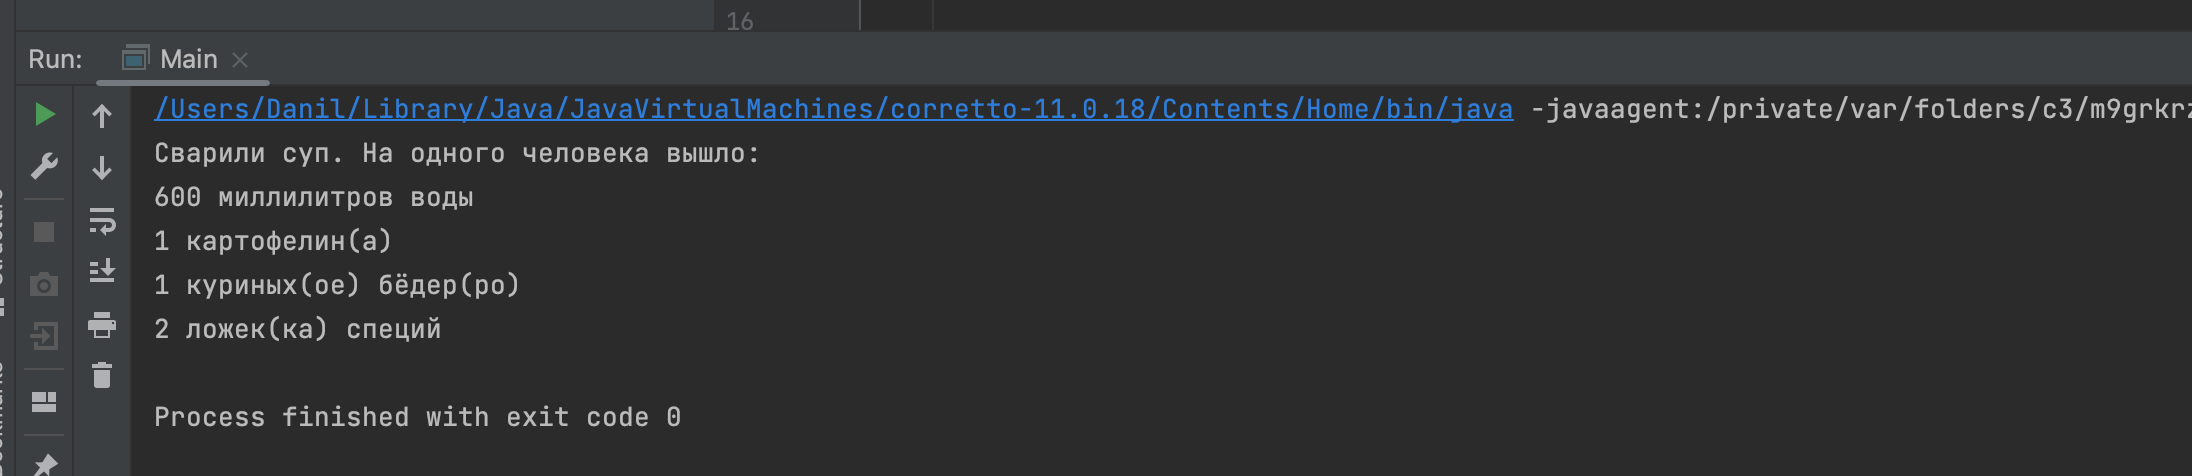 16
Run: Main
/Users/Danil/Library/Java/JavaVirtualMachines/corretto-11.0.18/Contents/Home/bin/java -javaagent:/private/var/folders/c3/m9grkrz
Сварили суп. На одного человека вышло:
600 миллилитров воды
1 картофелин(а)
1 куриных(ое) бёдер(ро)
2 ложек(ка) специй
Process finished with exit code 0